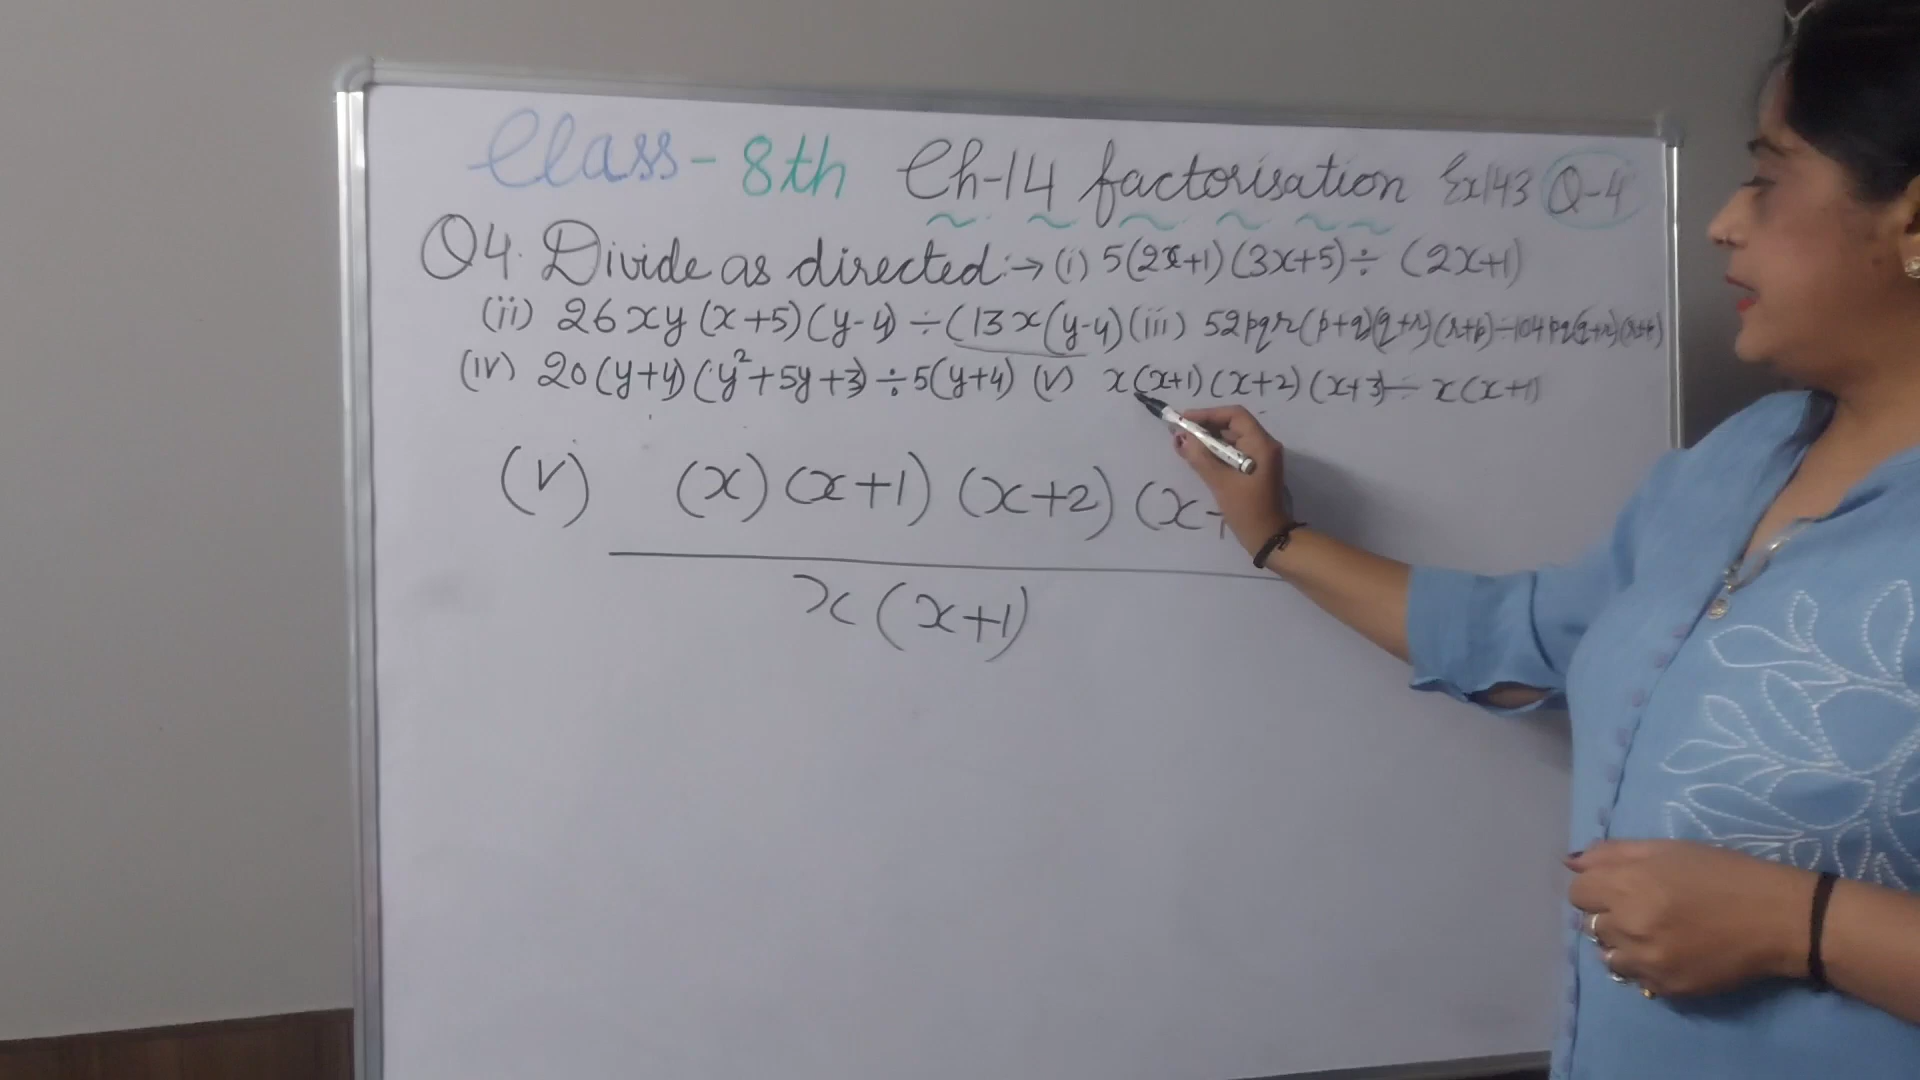 Class - 8th Ch-14 factorisation Ex143 Q-4
Q4. Divide as directed :→ (i) 5(2x+1)(3x+5)÷ (2x+1)
(ii) 26xy(x+5)(y-4)÷(13x(y-4)(iii) 52pqr(p+q)(q+r)(r+p)÷104pq(q+r)(r+p)
(iv) 20(y+4)(y²+5y+3)÷5(y+4) (v) x(x+1)(x+2)(x+3)÷ x(x+1)
(v) (x)(x+1)(x+2)(x+
x(x+1)